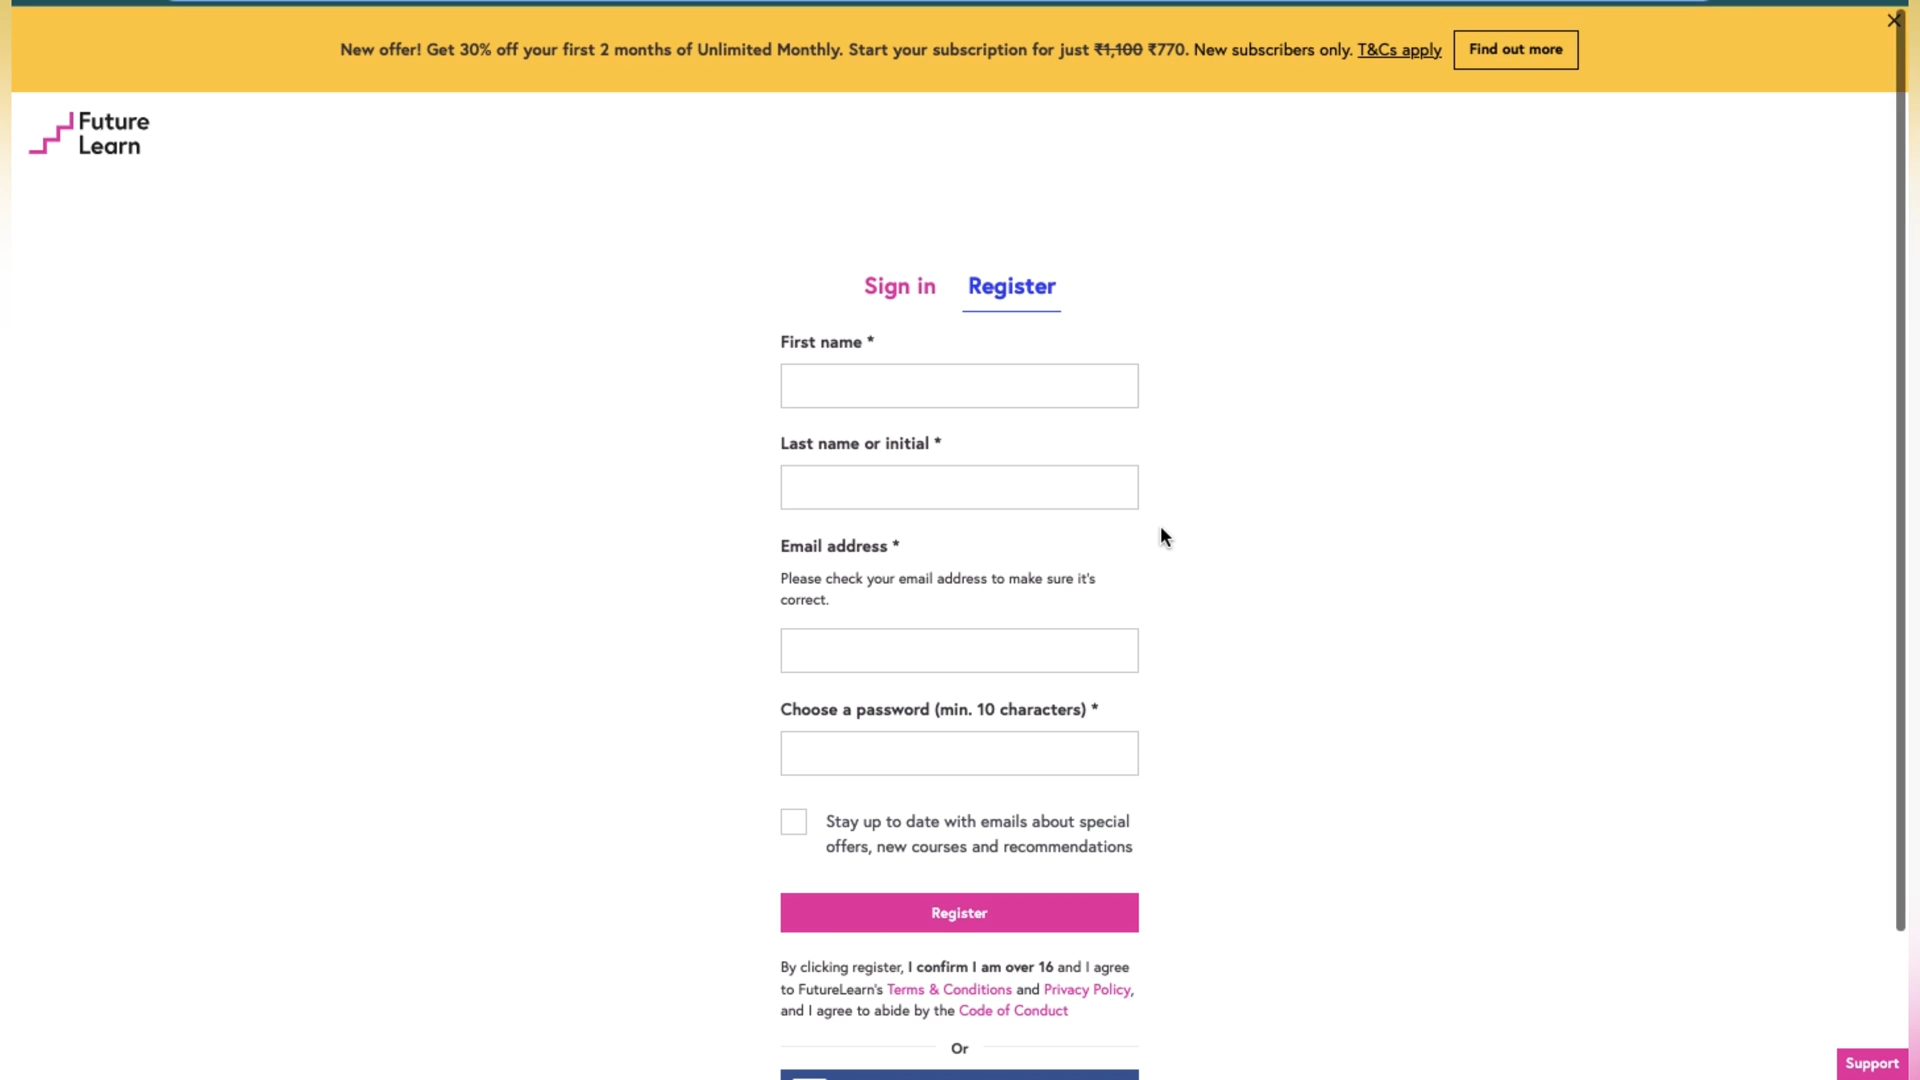 New offer! Get 30% off your first 2 months of Unlimited Monthly. Start your subscription for just ₹1,100 ₹770. New subscribers only. T&Cs apply Find out more
Future
Learn
Sign in Register
First name *
Last name or initial *
Email address *
Please check your email address to make sure it's
correct.
Choose a password (min. 10 characters) *
Stay up to date with emails about special
offers, new courses and recommendations
Register
By clicking register, I confirm I am over 16 and I agree
to FutureLearn's Terms & Conditions and Privacy Policy,
and I agree to abide by the Code of Conduct
Or
Support